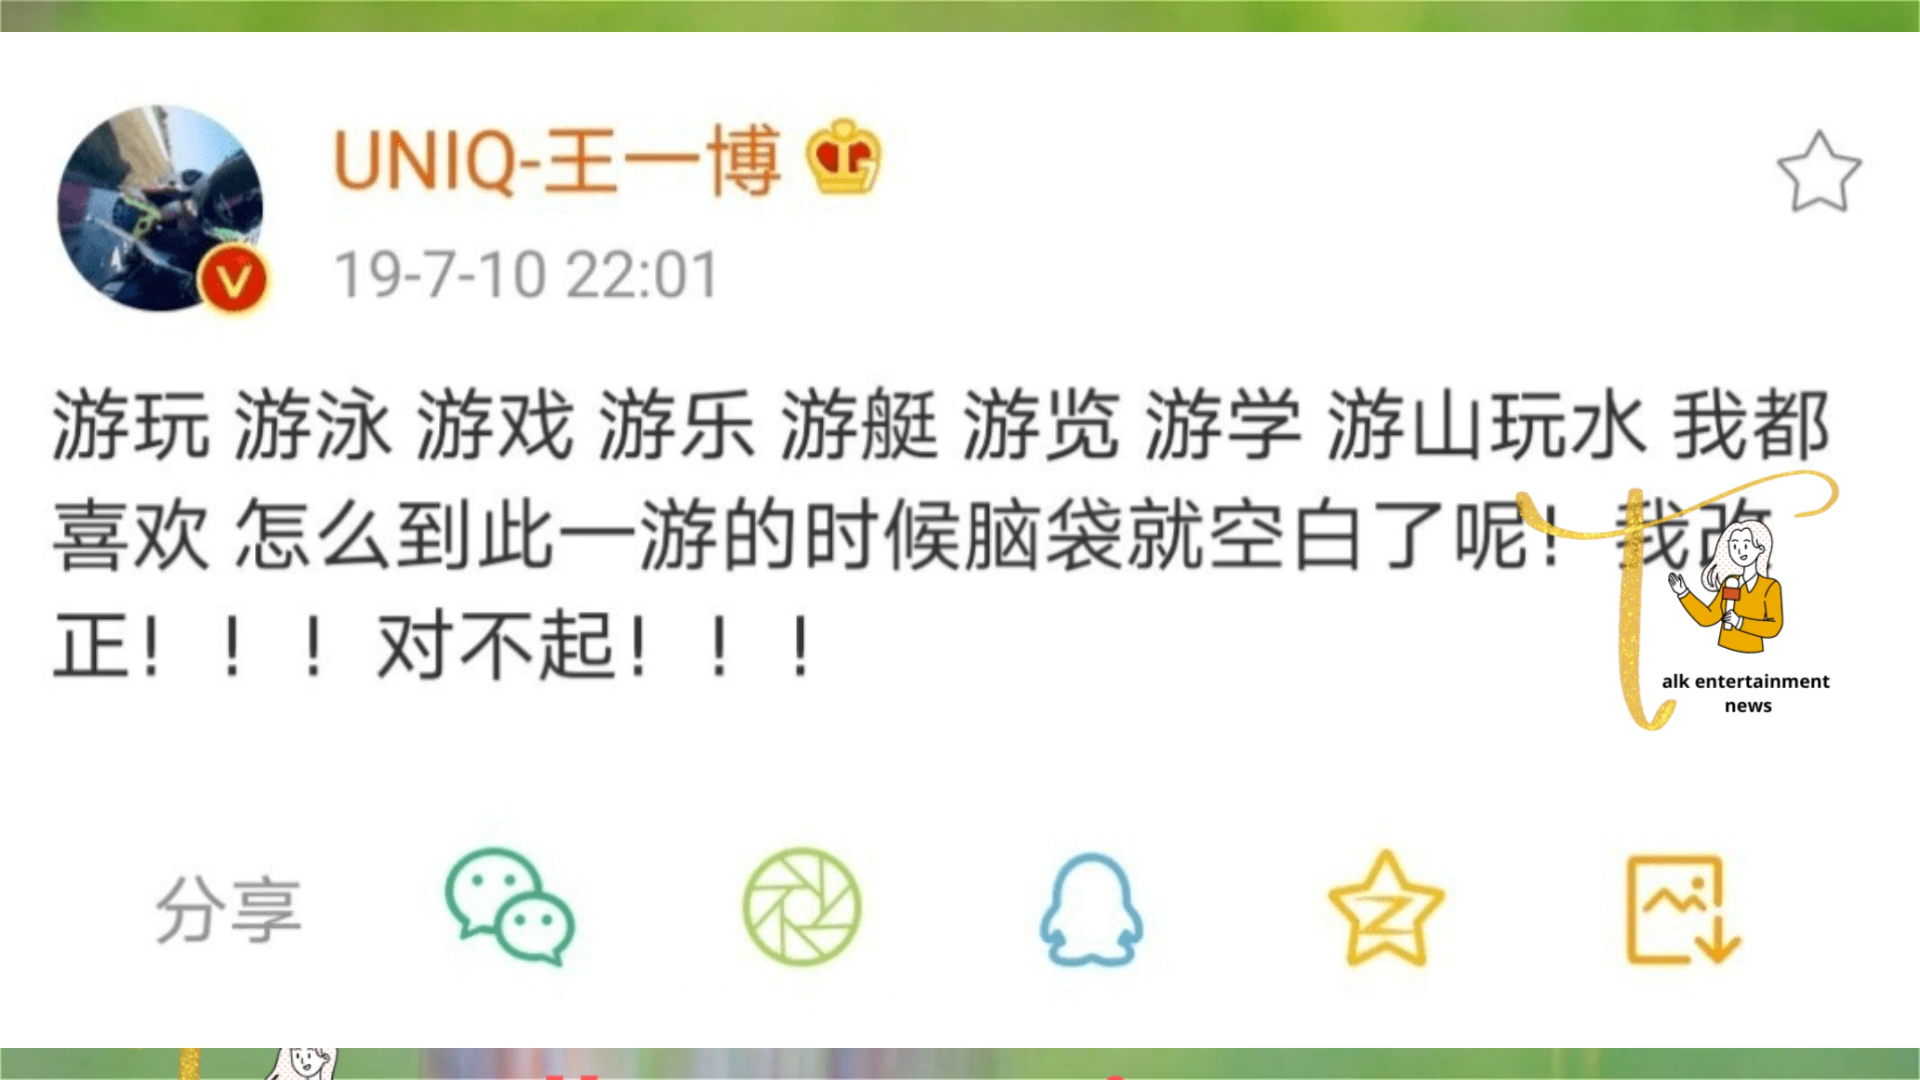 UNIQ-王一博
19-7-10 22:01
游玩 游泳 游戏 游乐 游艇 游览 游学 游山玩水 我都
喜欢 怎么到此一游的时候脑袋就空白了呢！我改
正！！！对不起！！！
alk entertainment
news
分享